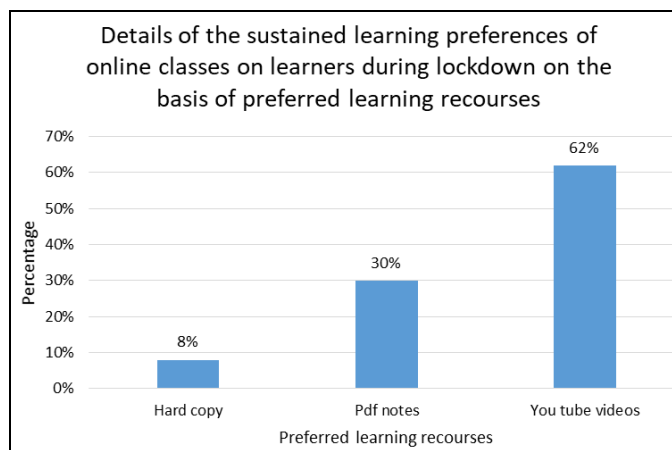 Details of the sustained learning preferences of
online classes on learners during lockdown on the
basis of preferred learning recourses
70%
60%
50%
40%
30%
20%
10%
0%
Percentage
8%
30%
62%
Hard copy
Pdf notes
You tube videos
Preferred learning recourses